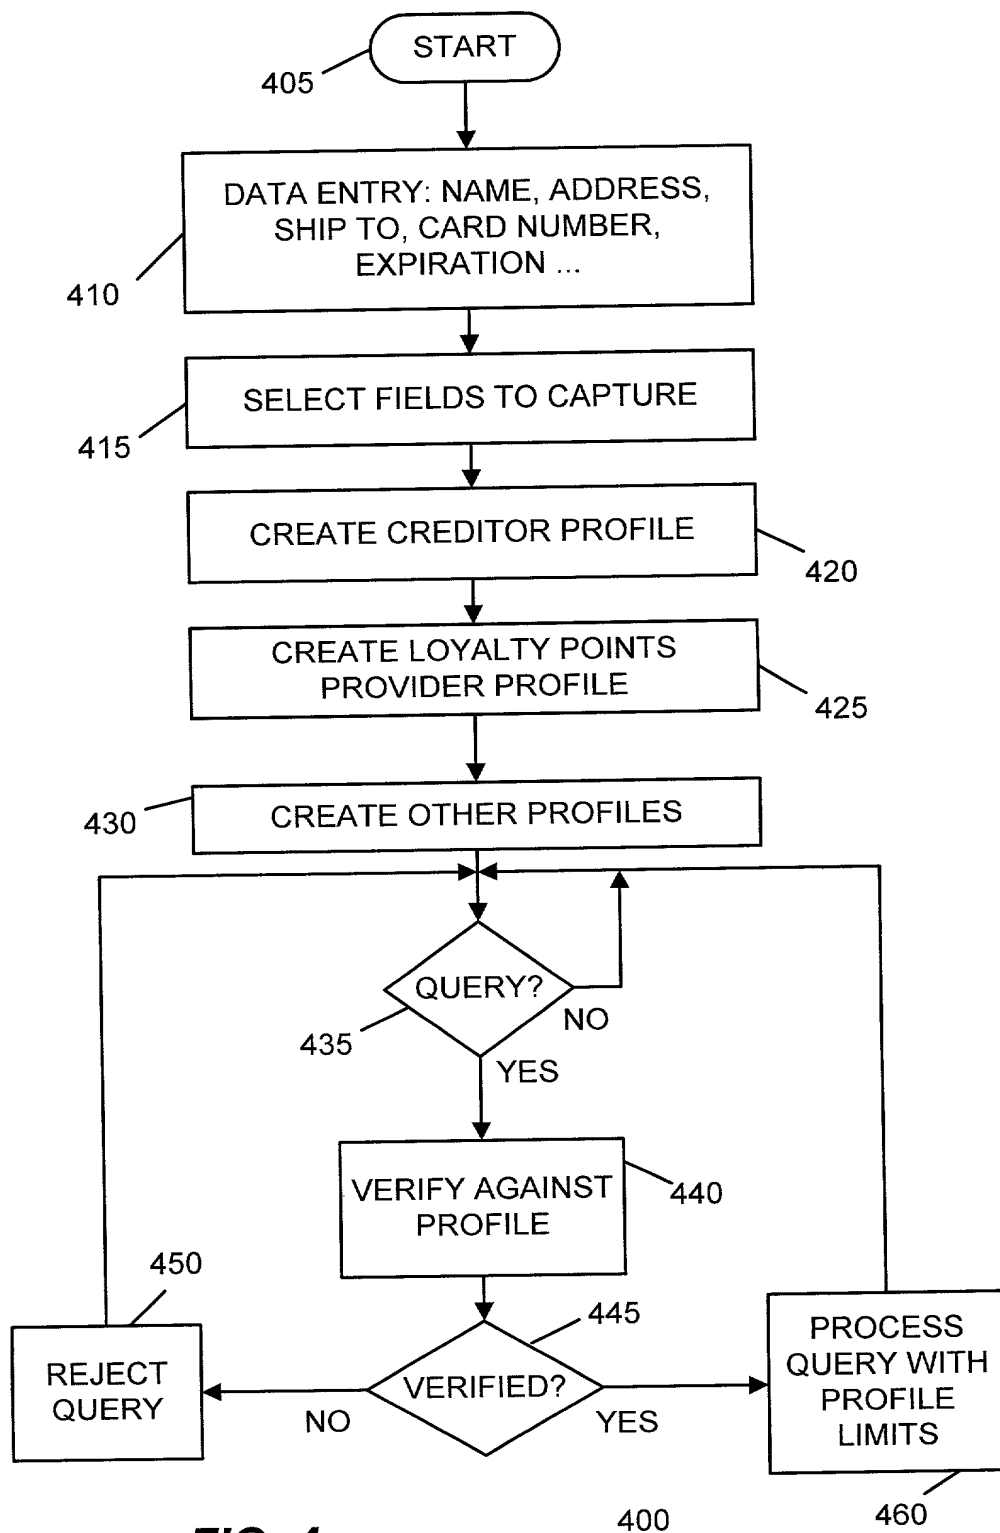 START
405
DATA ENTRY: NAME, ADDRESS,
SHIP TO, CARD NUMBER,
EXPIRATION ...
410
SELECT FIELDS TO CAPTURE
415
CREATE CREDITOR PROFILE
420
CREATE LOYALTY POINTS
PROVIDER PROFILE
425
CREATE OTHER PROFILES
430
QUERY?
435
NO
YES
VERIFY AGAINST
PROFILE
440
450
445
REJECT
QUERY
VERIFIED?
NO
YES
PROCESS
QUERY WITH
PROFILE
LIMITS
460
400